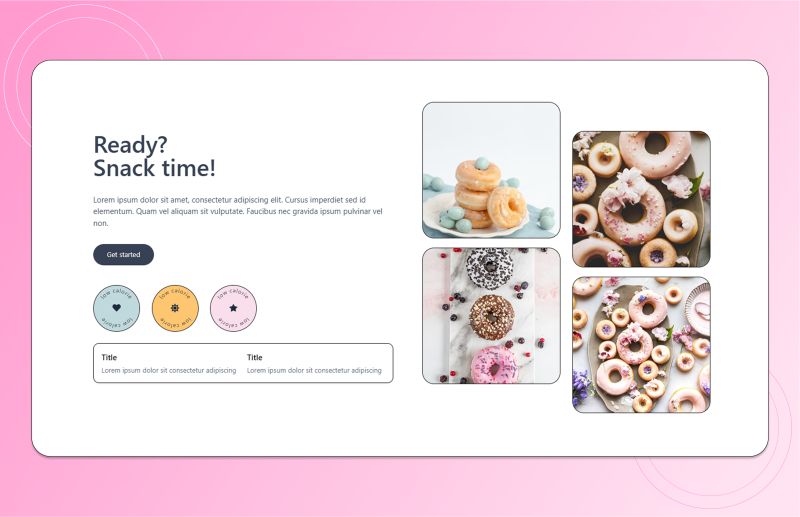 Ready?
Snack time!
Lorem ipsum dolor sit amet, consectetur adipiscing elit. Cursus imperdiet sed id
elementum. Quam vel aliquam sit vulputate. Faucibus nec gravida ipsum pulvinar vel
non.
Get started
low calorie
low calorie
low calorie
low calorie
low calorie
low calorie
Title
Lorem ipsum dolor sit consectetur adipiscing
Title
Lorem ipsum dolor sit consectetur adipiscing